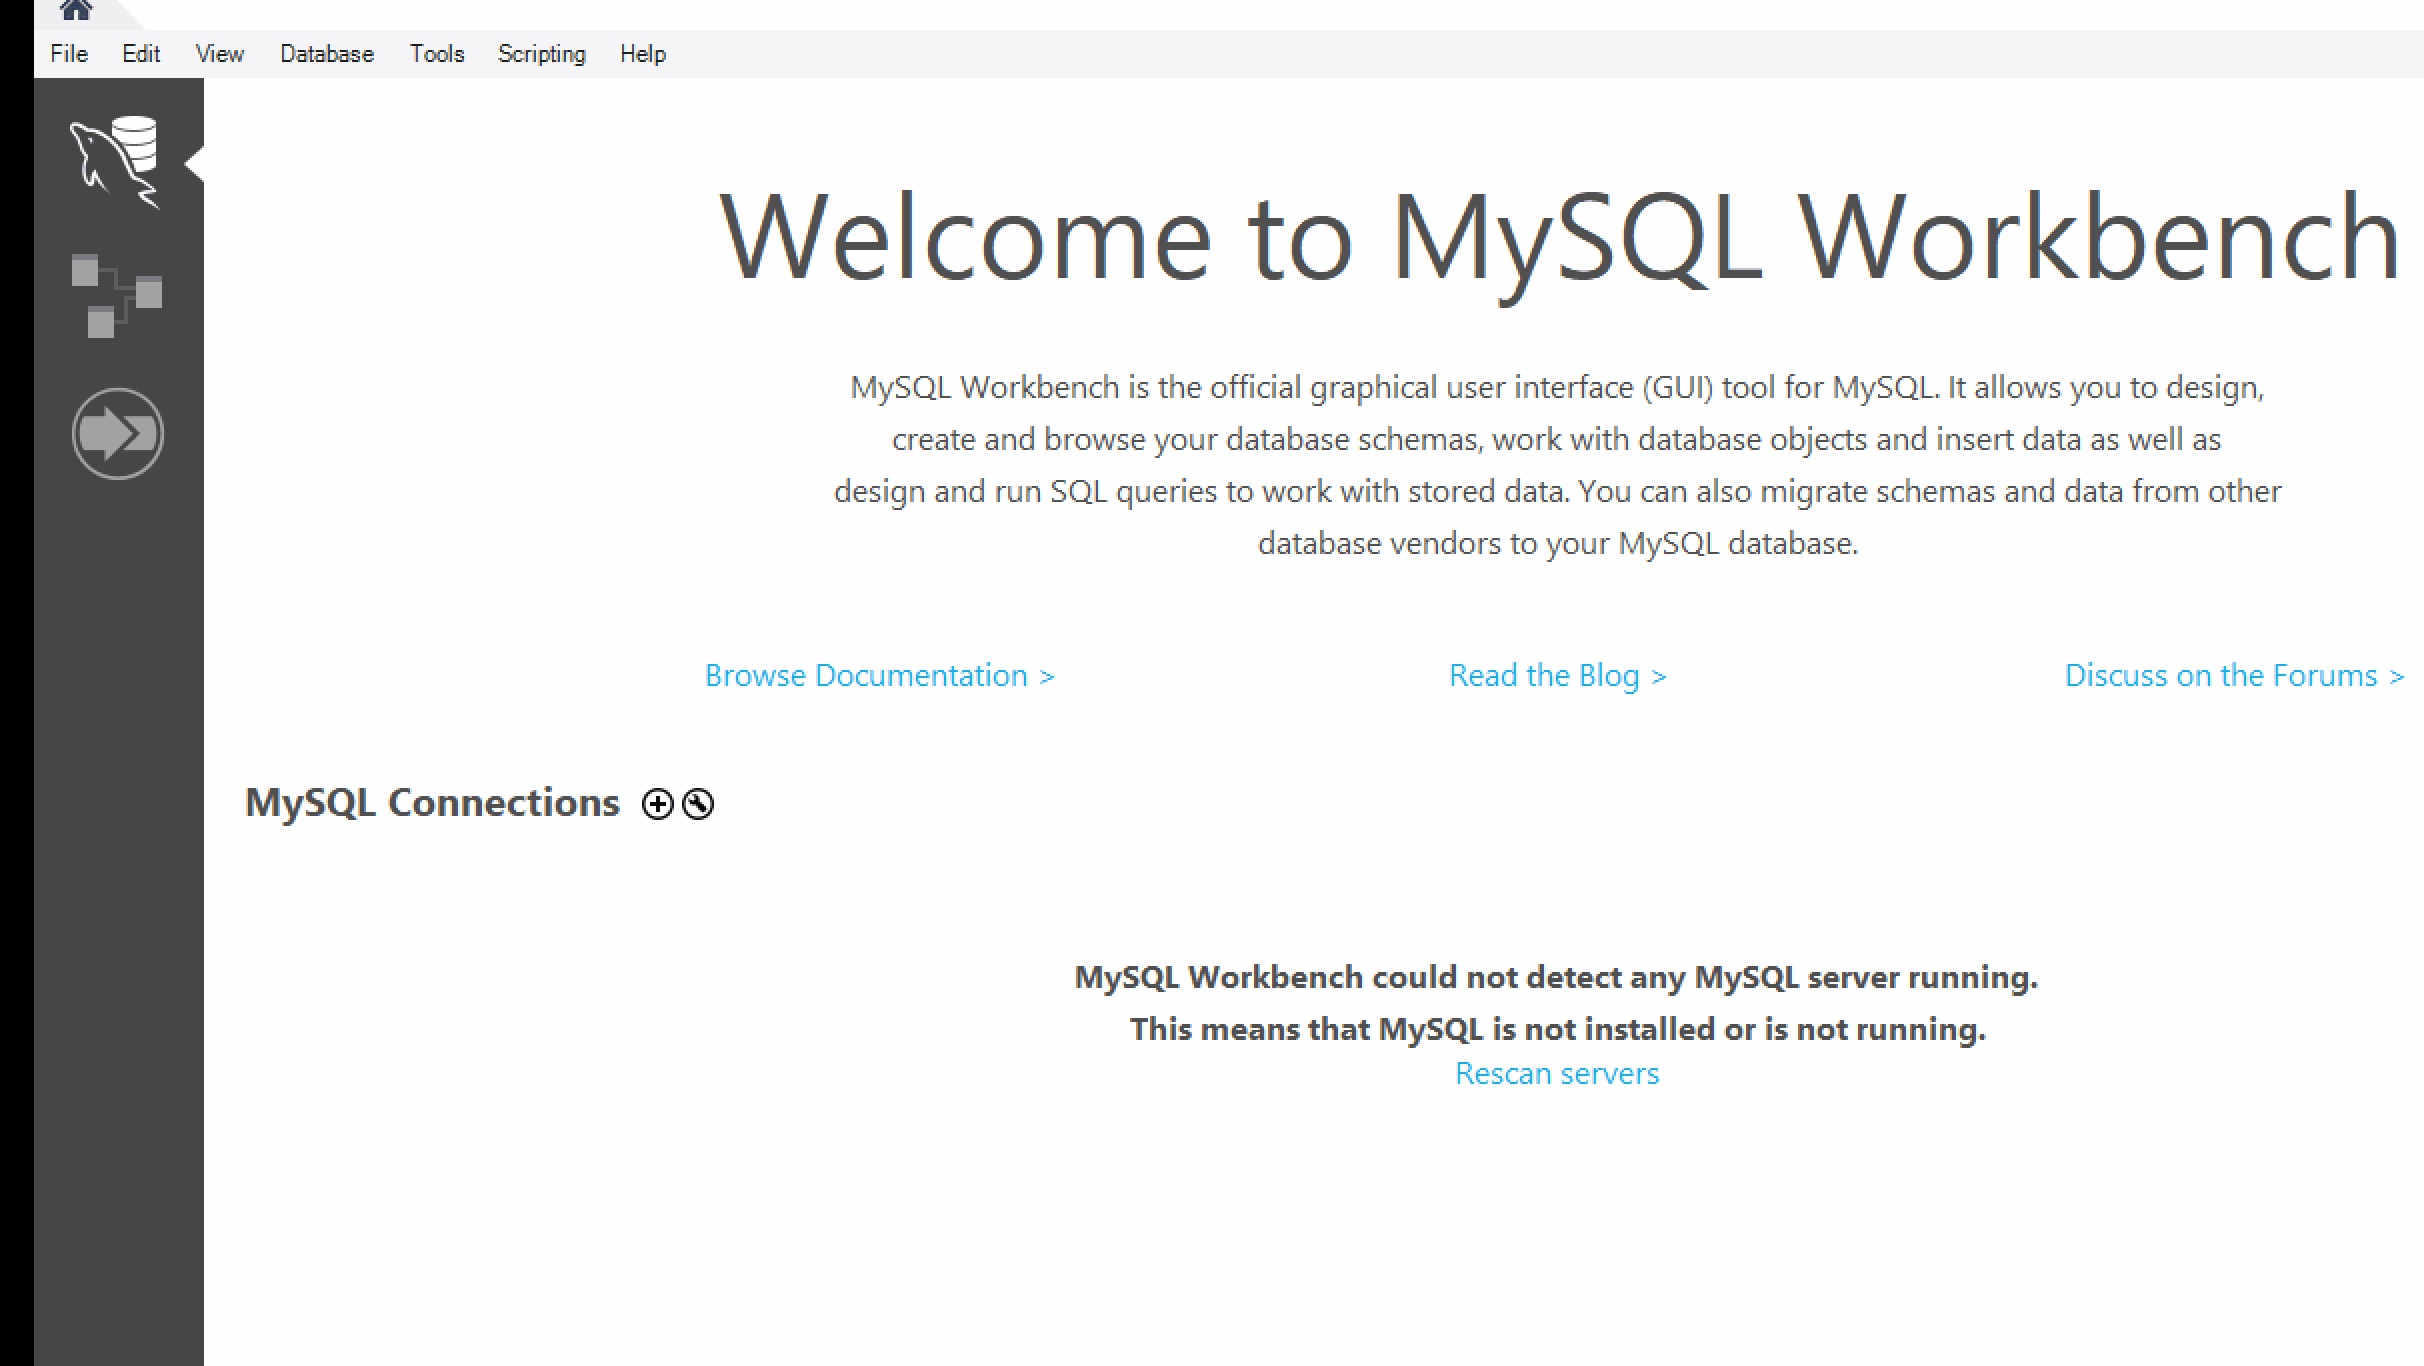 File Edit View Database Tools Scripting Help
Welcome to MySQL Workbench
MySQL Workbench is the official graphical user interface (GUI) tool for MySQL. It allows you to design,
create and browse your database schemas, work with database objects and insert data as well as
design and run SQL queries to work with stored data. You can also migrate schemas and data from other
database vendors to your MySQL database.
Browse Documentation > Read the Blog > Discuss on the Forums >
MySQL Connections
MySQL Workbench could not detect any MySQL server running.
This means that MySQL is not installed or is not running.
Rescan servers